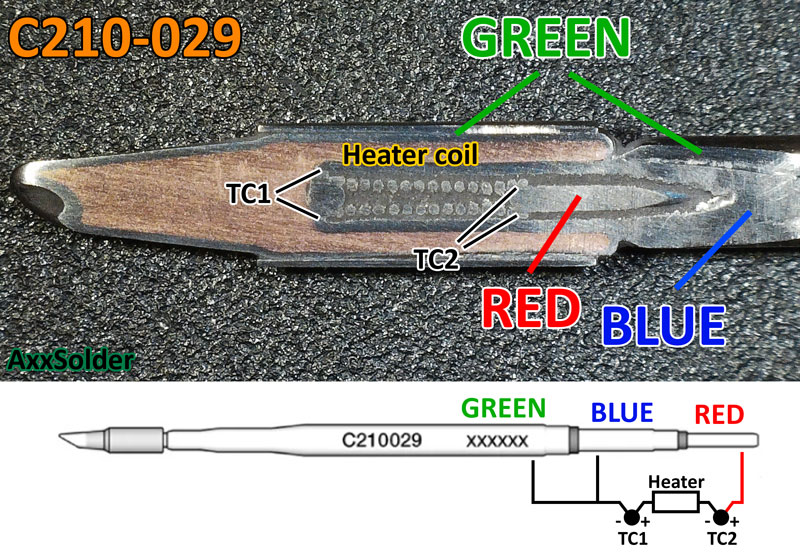 C210-029
GREEN
Heater coil
TC1
TC2
RED
BLUE
AxxSolder
GREEN
BLUE
RED
C210029 xxxxxx
Heater
- + - +
TC1 TC2